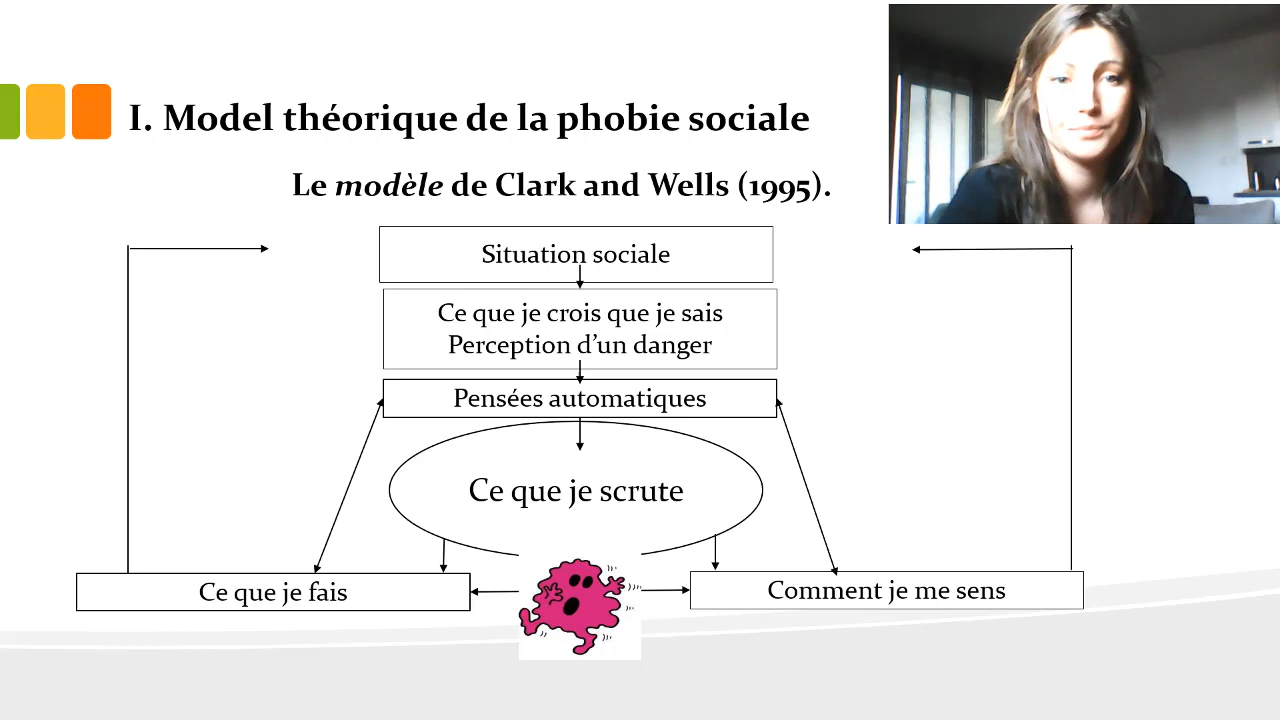 I. Model théorique de la phobie sociale
Le modèle de Clark and Wells (1995).
Situation sociale
Ce que je crois que je sais
Perception d’un danger
Pensées automatiques
Ce que je scrute
Ce que je fais
Comment je me sens